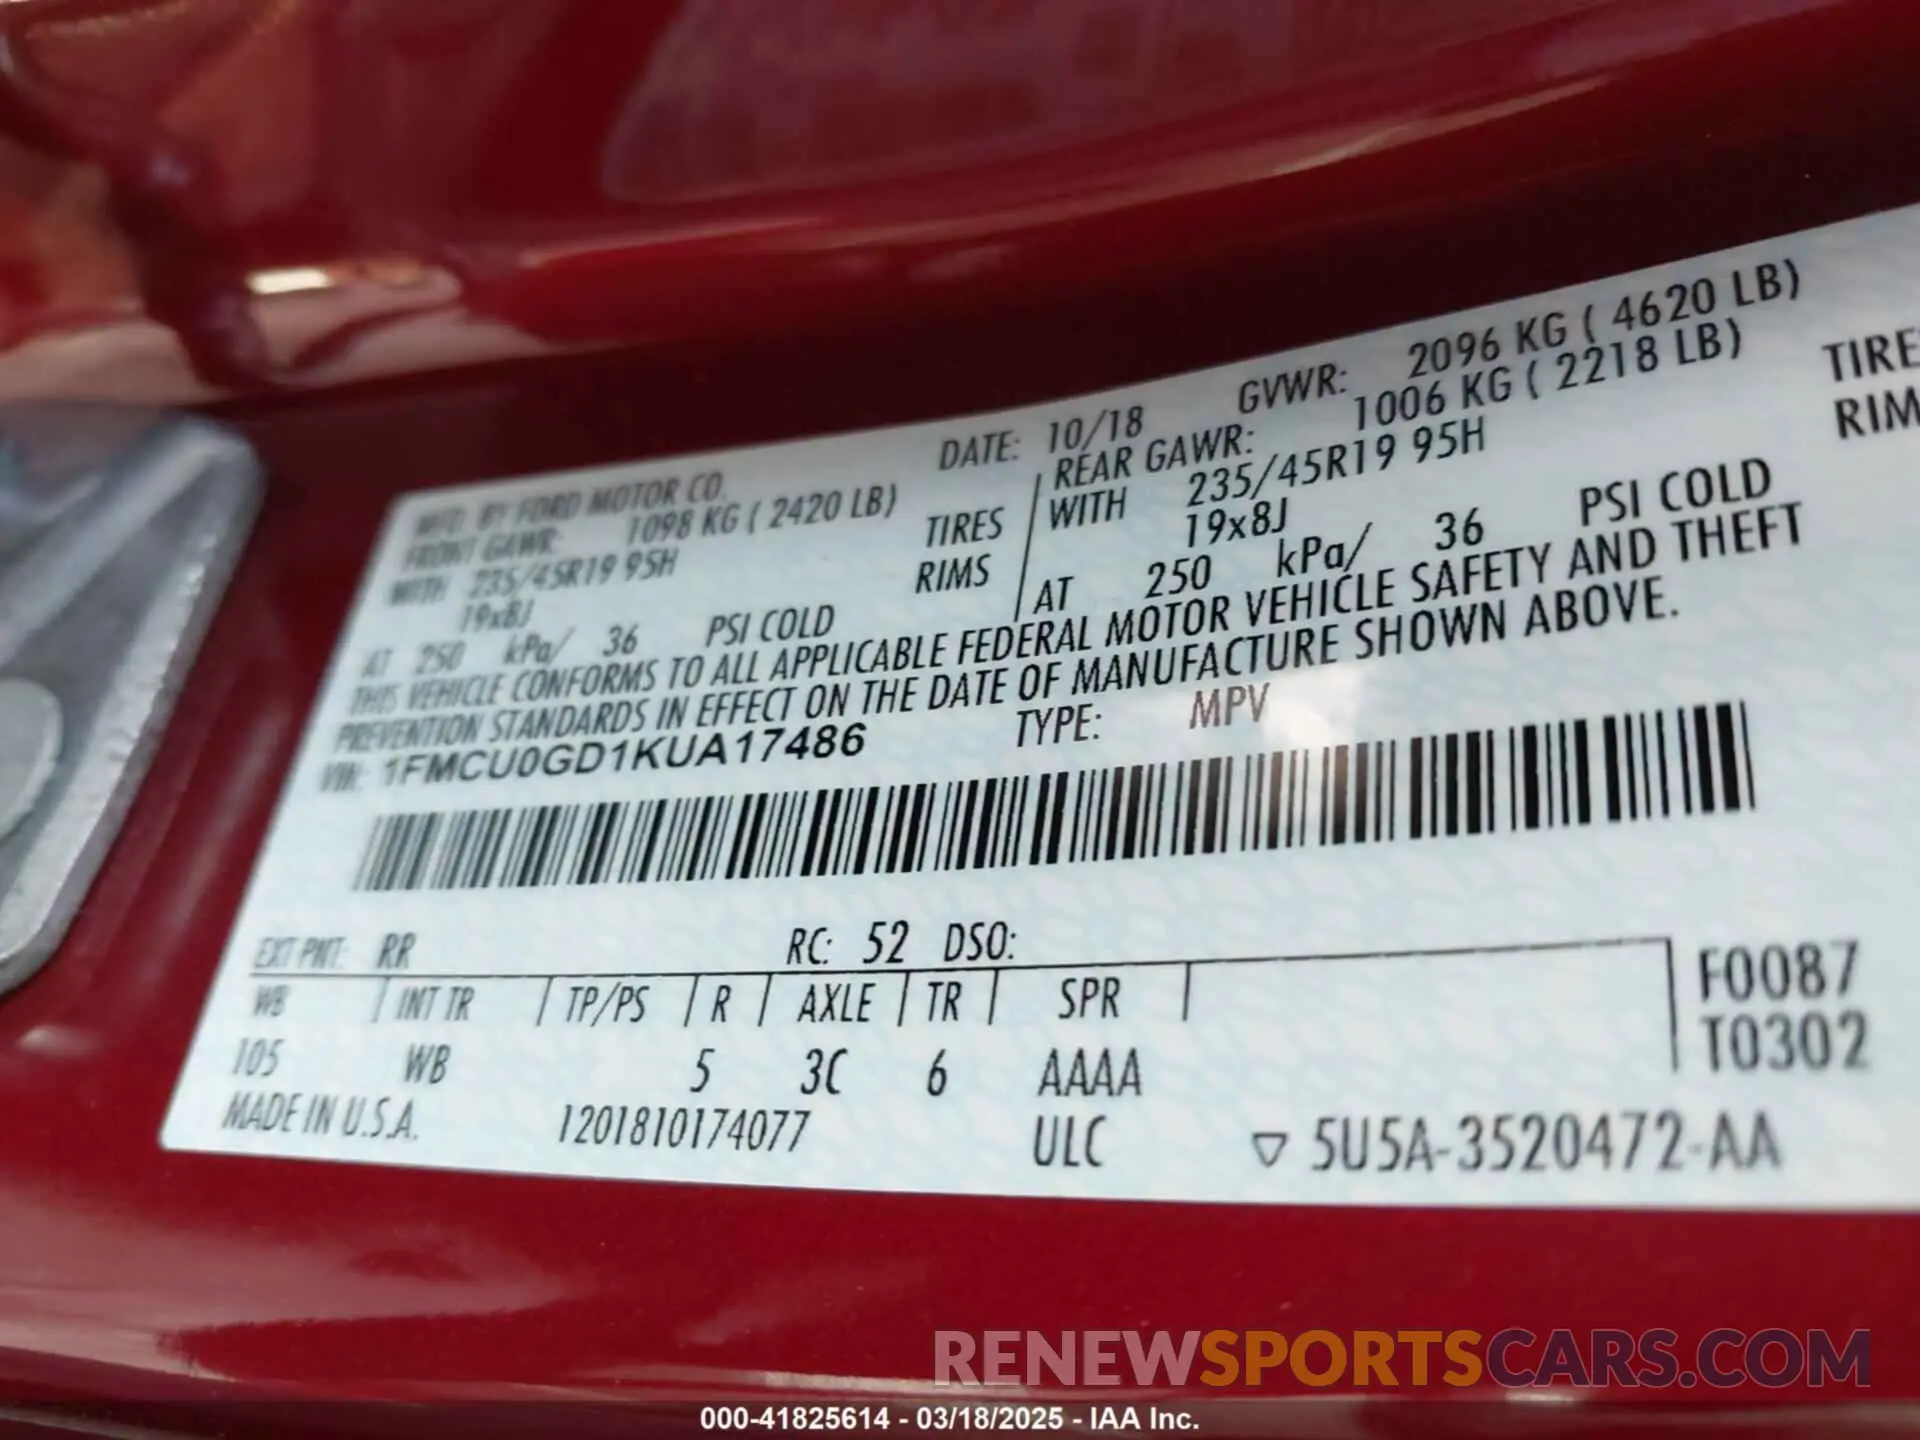 MFD. BY FORD MOTOR CO. DATE: 10/18 GVWR: 2096 KG ( 4620 LB)
FRONT GAWR: 1098 KG ( 2420 LB) REAR GAWR: 1006 KG ( 2218 LB)
WITH 235/45R19 95H TIRES WITH 235/45R19 95H TIRE
19x8J RIMS 19x8J RIM
AT 250 kPa/ 36 PSI COLD AT 250 kPa/ 36 PSI COLD
THIS VEHICLE CONFORMS TO ALL APPLICABLE FEDERAL MOTOR VEHICLE SAFETY AND THEFT
PREVENTION STANDARDS IN EFFECT ON THE DATE OF MANUFACTURE SHOWN ABOVE.
VIN: 1FMCU0GD1KUA17486 TYPE: MPV
EXT PNT: RR RC: 52 DSO:
WB INT TR TP/PS R AXLE TR SPR F0087
105 WB 5 3C 6 AAAA T0302
MADE IN U.S.A. 1201810174077 ULC ▽ 5U5A-3520472-AA
RENEWSPORTSCARS.COM
000-41825614 - 03/18/2025 - IAA Inc.